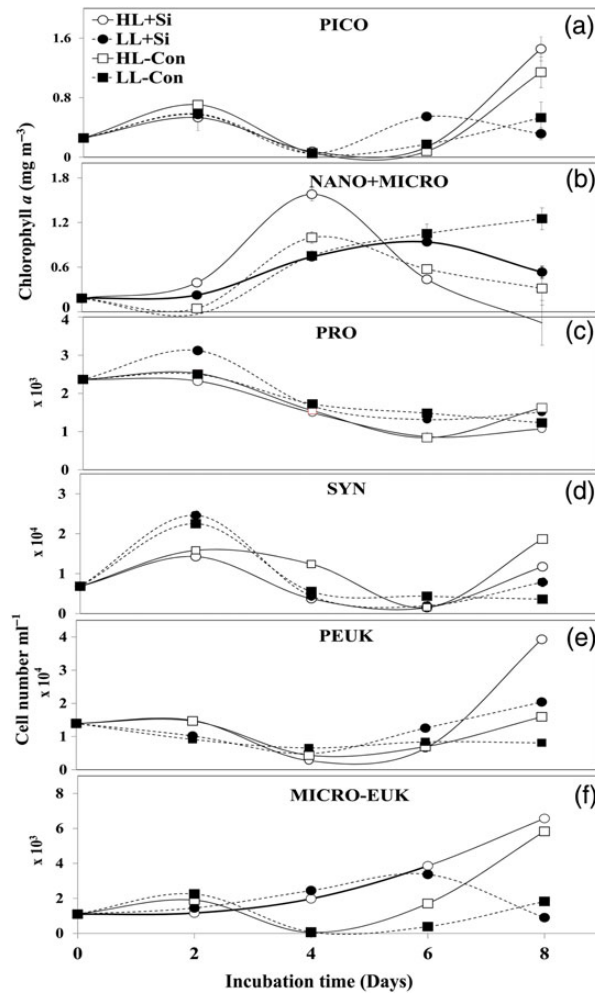 PICO
(a)
HL+Si
LL+Si
HL-Con
LL-Con
1.6
0.8
0
NANO+MICRO
(b)
1.8
1.2
0.6
0
Chlorophyll a (mg m⁻³)
PRO
(c)
4
3
2
1
0
x 10³
SYN
(d)
3
2
1
0
x 10⁴
PEUK
(e)
4
3
2
1
0
x 10⁴
Cell number ml⁻¹
MICRO-EUK
(f)
8
6
4
2
0
x 10³
0 2 4 6 8
Incubation time (Days)